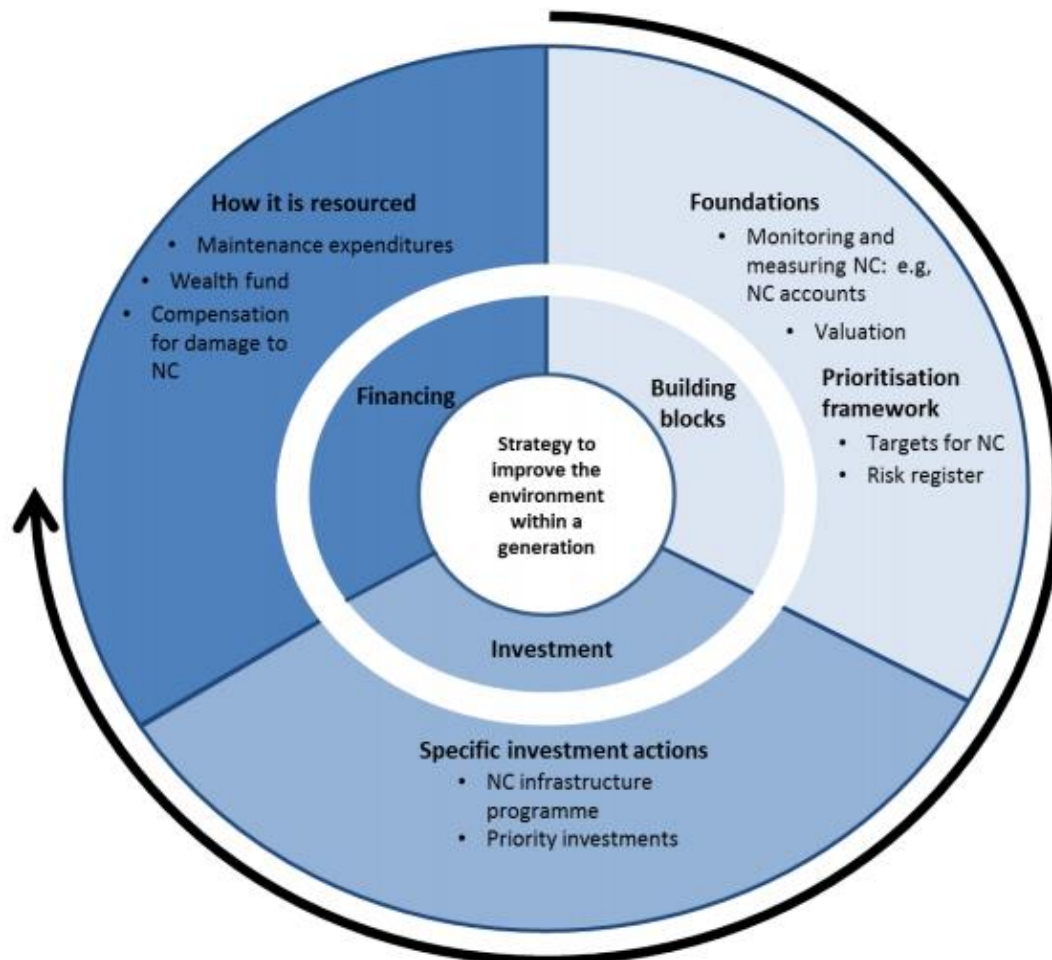 How it is resourced
• Maintenance expenditures
• Wealth fund
• Compensation
for damage to
NC
Financing
Foundations
• Monitoring and
measuring NC:  e.g,
NC accounts
• Valuation
Prioritisation
framework
• Targets for NC
• Risk register
Building
blocks
Strategy to
improve the
environment
within a
generation
Investment
Specific investment actions
• NC infrastructure
programme
• Priority investments